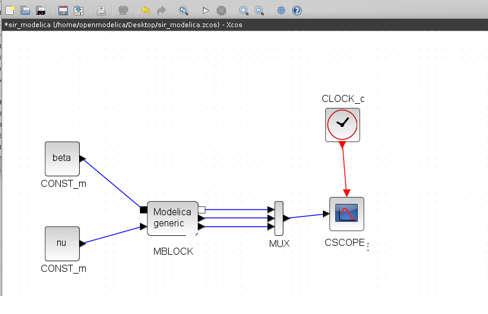 *sir_modelica (/home/openmodelica/Desktop/sir_modelica.zcos) - Xcos
CLOCK_c
beta
CONST_m
Modelica
generic
nu
MUX
CSCOPE
MBLOCK
CONST_m